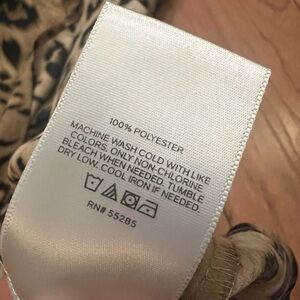 100% POLYESTER
MACHINE WASH COLD WITH LIKE
COLORS. ONLY NON-CHLORINE
BLEACH WHEN NEEDED. TUMBLE
DRY LOW. COOL IRON IF NEEDED.
RN# 55285